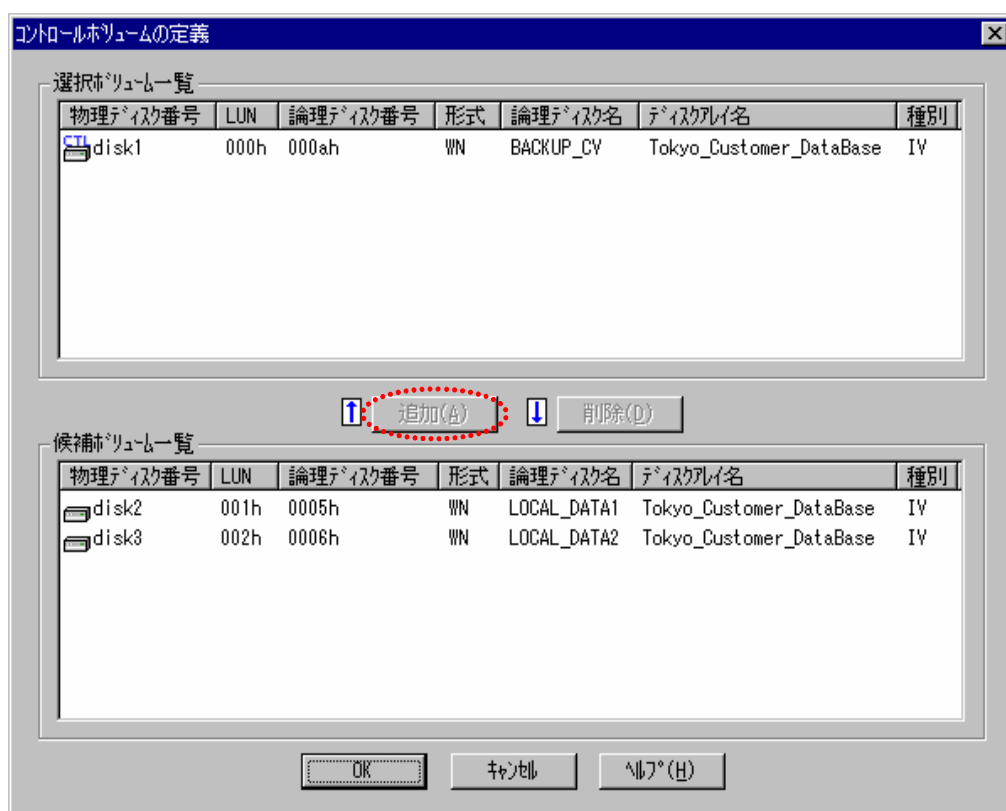 コントロールボリュームの定義
選択ボリューム一覧
物理ディスク番号 LUN 論理ディスク番号 形式 論理ディスク名 ディスクアレイ名 種別
CTL disk1 000h 000ah WN BACKUP_CV Tokyo_Customer_DataBase IV
追加(A) 削除(D)
候補ボリューム一覧
物理ディスク番号 LUN 論理ディスク番号 形式 論理ディスク名 ディスクアレイ名 種別
disk2 001h 0005h WN LOCAL_DATA1 Tokyo_Customer_DataBase IV
disk3 002h 0006h WN LOCAL_DATA2 Tokyo_Customer_DataBase IV
OK キャンセル ヘルプ(H)